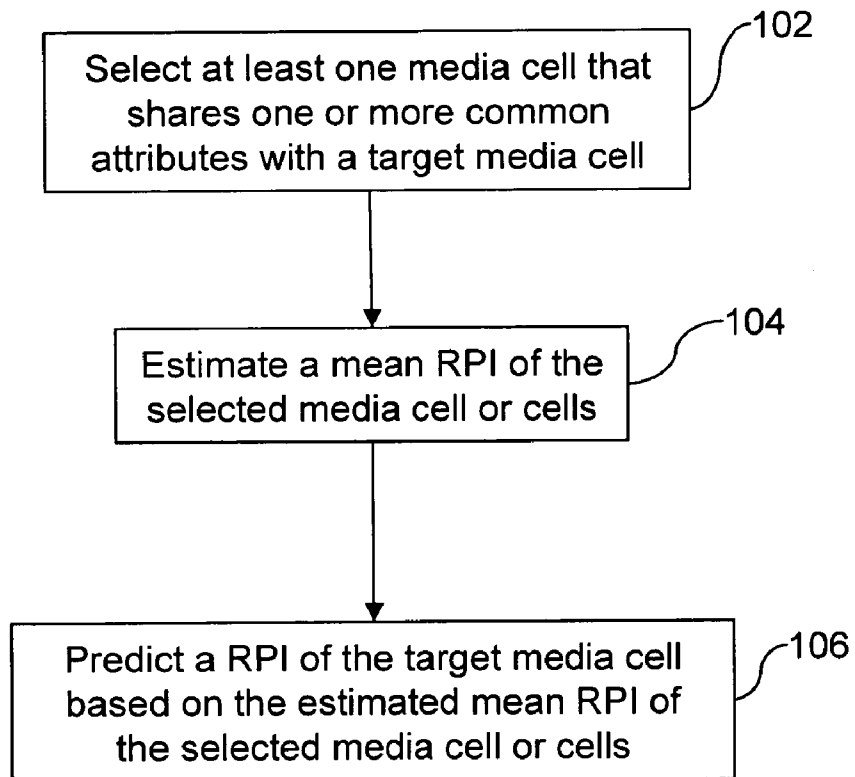 102
Select at least one media cell that
shares one or more common
attributes with a target media cell
104
Estimate a mean RPI of the
selected media cell or cells
106
Predict a RPI of the target media cell
based on the estimated mean RPI of
the selected media cell or cells